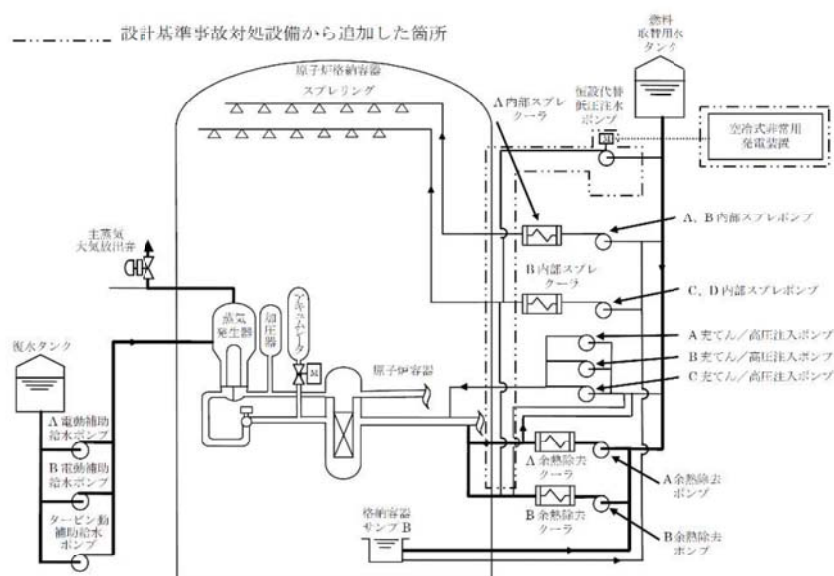 設計基準事故対処設備から追加した箇所
燃料
取替用水
タンク
原子炉格納容器
スプレリング
A内部スプレ
クーラ
恒設代替
低圧注水
ポンプ
M
空冷式非常用
発電装置
主蒸気
大気放出弁
A，B内部スプレポンプ
B内部スプレ
クーラ
C，D内部スプレポンプ
蒸気
発生器
加圧器
アキュムレータ
M
原子炉容器
A充てん／高圧注入ポンプ
B充てん／高圧注入ポンプ
C充てん／高圧注入ポンプ
復水タンク
A電動補助
給水ポンプ
B電動補助
給水ポンプ
タービン動
補助給水
ポンプ
A余熱除去
クーラ
A余熱除去
ポンプ
B余熱除去
クーラ
B余熱除去
ポンプ
格納容器
サンプB